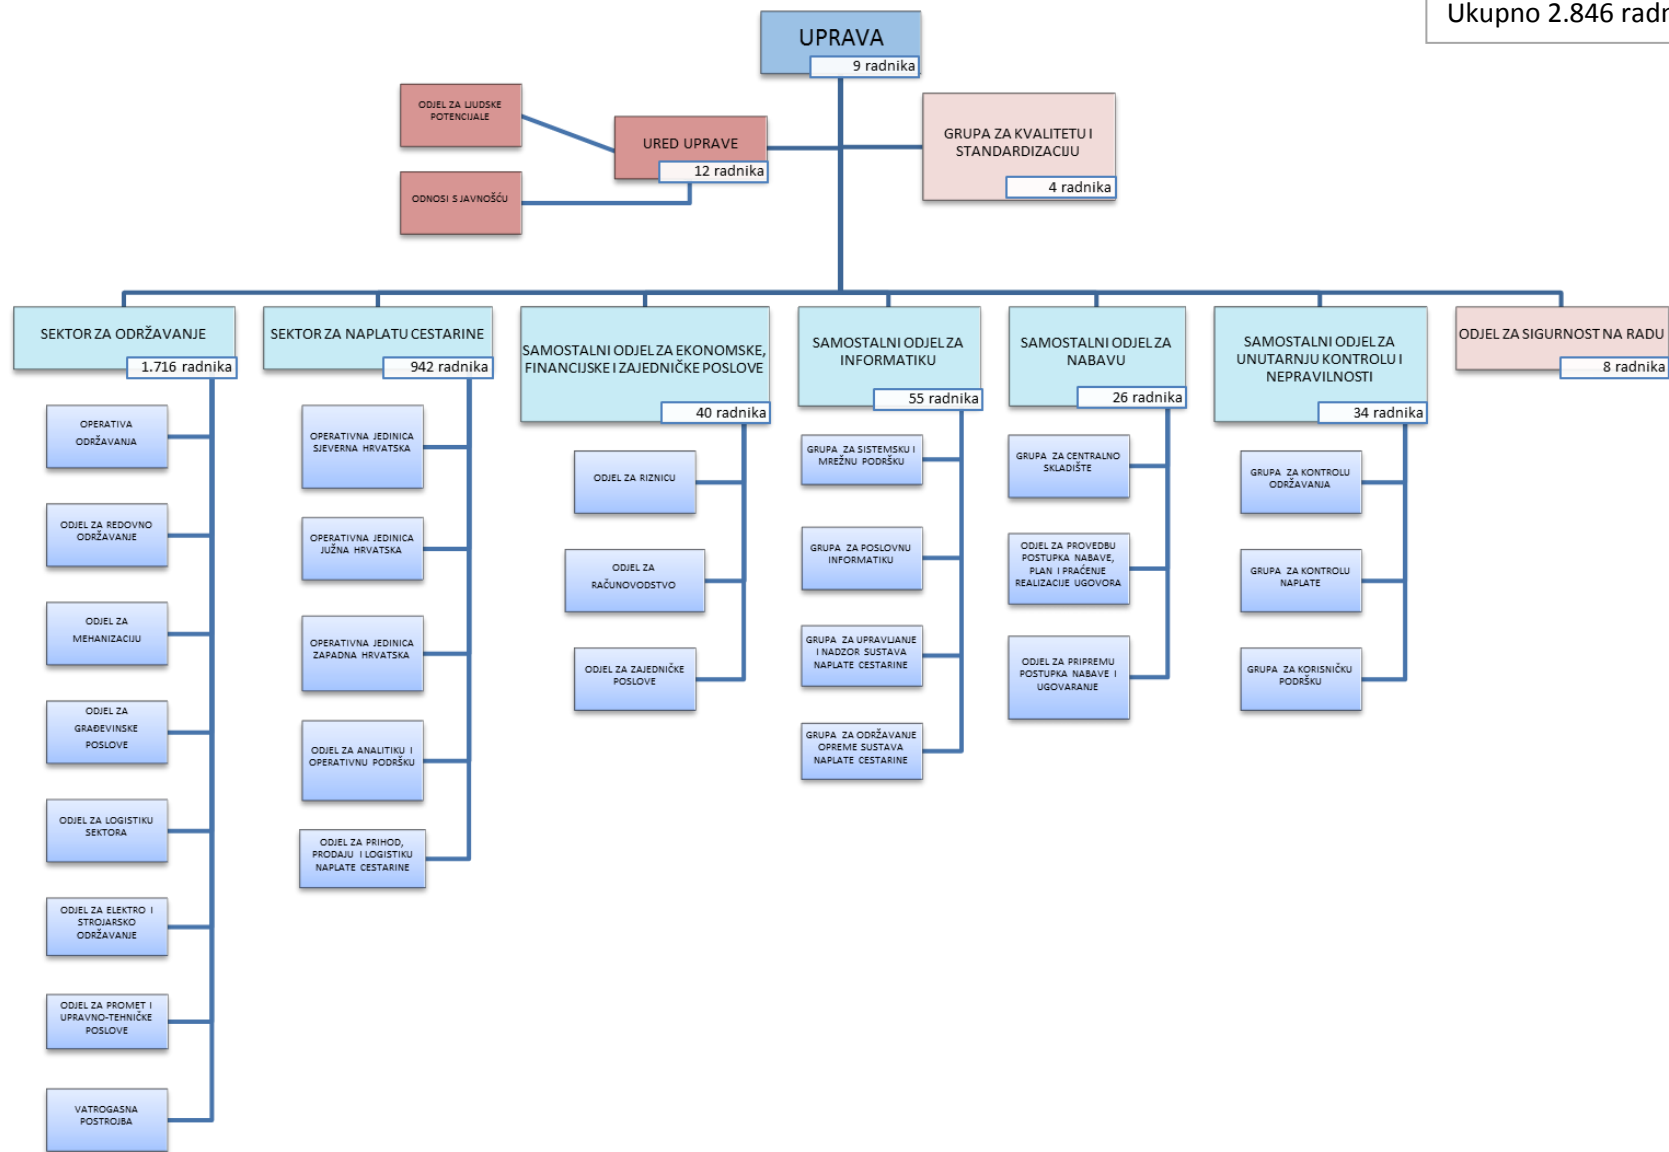 Ukupno 2.846
UPRAVA
9 radnika
ODJEL ZA LJUDSKE
POTENCIJALE
URED UPRAVE
12 radnika
ODNOSI S JAVNOŠĆU
GRUPA ZA KVALITETU I
STANDARDIZACIJU
4 radnika
SEKTOR ZA ODRŽAVANJE
1.716 radnika
OPERATIVA
ODRŽAVANJA
ODJEL ZA REDOVNO
ODRŽAVANJE
ODJEL ZA
MEHANIZACIJU
ODJEL ZA
GRAĐEVINSKE
POSLOVE
ODJEL ZA LOGISTIKU
SEKTORA
ODJEL ZA ELEKTRO I
STROJARSKO
ODRŽAVANJE
ODJEL ZA PROMET I
UPRAVNO-TEHNIČKE
POSLOVE
VATROGASNA
POSTROJBA
SEKTOR ZA NAPLATU CESTARINE
942 radnika
OPERATIVNA JEDINICA
SJEVERNA HRVATSKA
OPERATIVNA JEDINICA
JUŽNA HRVATSKA
OPERATIVNA JEDINICA
ZAPADNA HRVATSKA
ODJEL ZA ANALITIKU I
OPERATIVNU PODRŠKU
ODJEL ZA PRIHOD,
PRODAJU I LOGISTIKU
NAPLATE CESTARINE
SAMOSTALNI ODJEL ZA EKONOMSKE,
FINANCIJSKE I ZAJEDNIČKE POSLOVE
40 radnika
ODJEL ZA RIZNICU
ODJEL ZA
RAČUNOVODSTVO
ODJEL ZA ZAJEDNIČKE
POSLOVE
SAMOSTALNI ODJEL ZA
INFORMATIKU
55 radnika
GRUPA ZA SISTEMSKU I
MREŽNU PODRŠKU
GRUPA ZA POSLOVNU
INFORMATIKU
GRUPA ZA UPRAVLJANJE
I NADZOR SUSTAVA
NAPLATE CESTARINE
GRUPA ZA ODRŽAVANJE
OPREME SUSTAVA
NAPLATE CESTARINE
SAMOSTALNI ODJEL ZA
NABAVU
26 radnika
GRUPA ZA CENTRALNO
SKLADIŠTE
ODJEL ZA PROVEDBU
POSTUPKA NABAVE,
PLAN I PRAĆENJE
REALIZACIJE UGOVORA
ODJEL ZA PRIPREMU
POSTUPKA NABAVE I
UGOVARANJE
SAMOSTALNI ODJEL ZA
UNUTARNJU KONTROLU I
NEPRAVILNOSTI
34 radnika
GRUPA ZA KONTROLU
ODRŽAVANJA
GRUPA ZA KONTROLU
NAPLATE
GRUPA ZA KORISNIČKU
PODRŠKU
ODJEL ZA SIGURNOST NA RADU
8 radnika